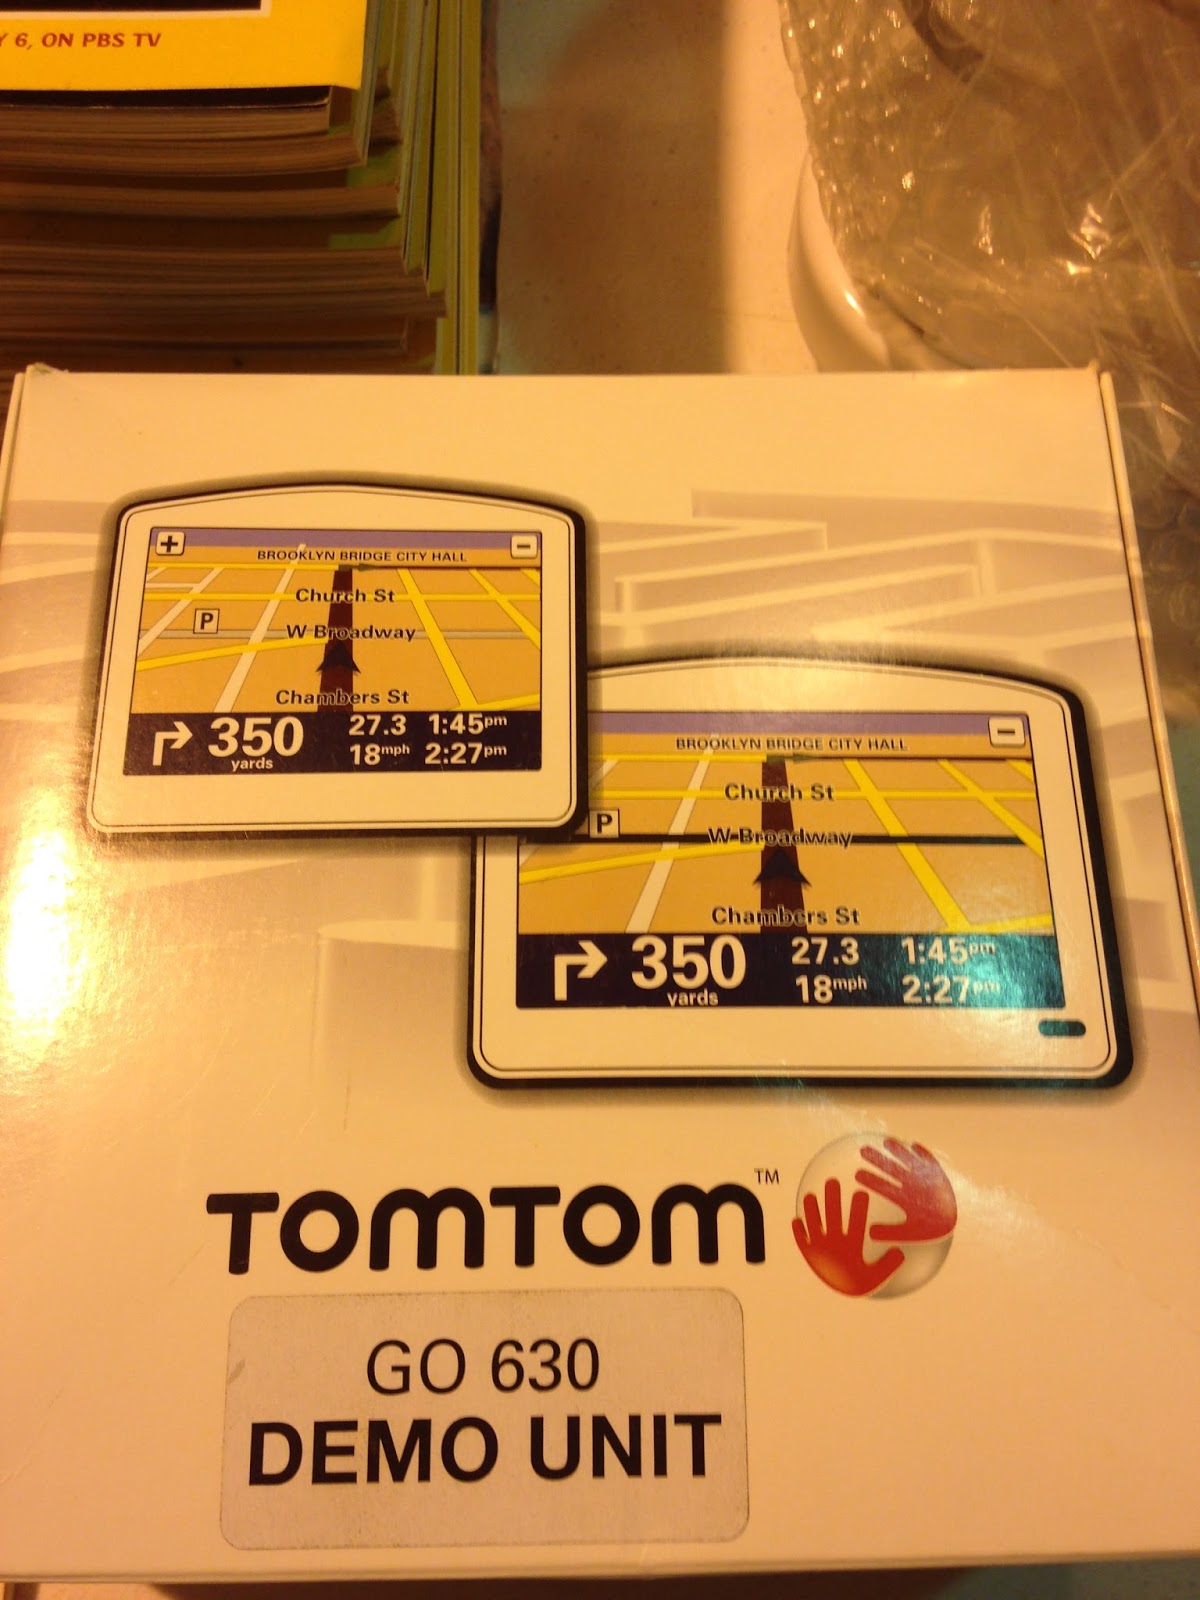 6, ON PBS TV
+
-
BROOKLYN BRIDGE CITY HALL
Church St
P
W Broadway
Chambers St
350
yards
27.3 1:45pm
18mph 2:27pm
-
BROOKLYN BRIDGE CITY HALL
Church St
P
W Broadway
Chambers St
350
yards
27.3 1:45pm
18mph 2:27pm
TOMTOM™
GO 630
DEMO UNIT